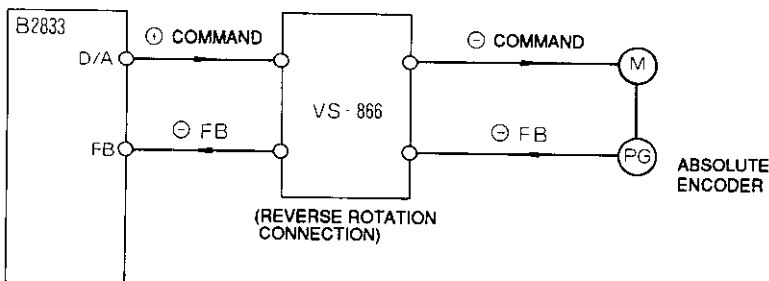 B2833
D/A
⊕ COMMAND
⊖ COMMAND
M
VS-866
FB
⊖ FB
⊖ FB
PG
ABSOLUTE
ENCODER
(REVERSE ROTATION
CONNECTION)